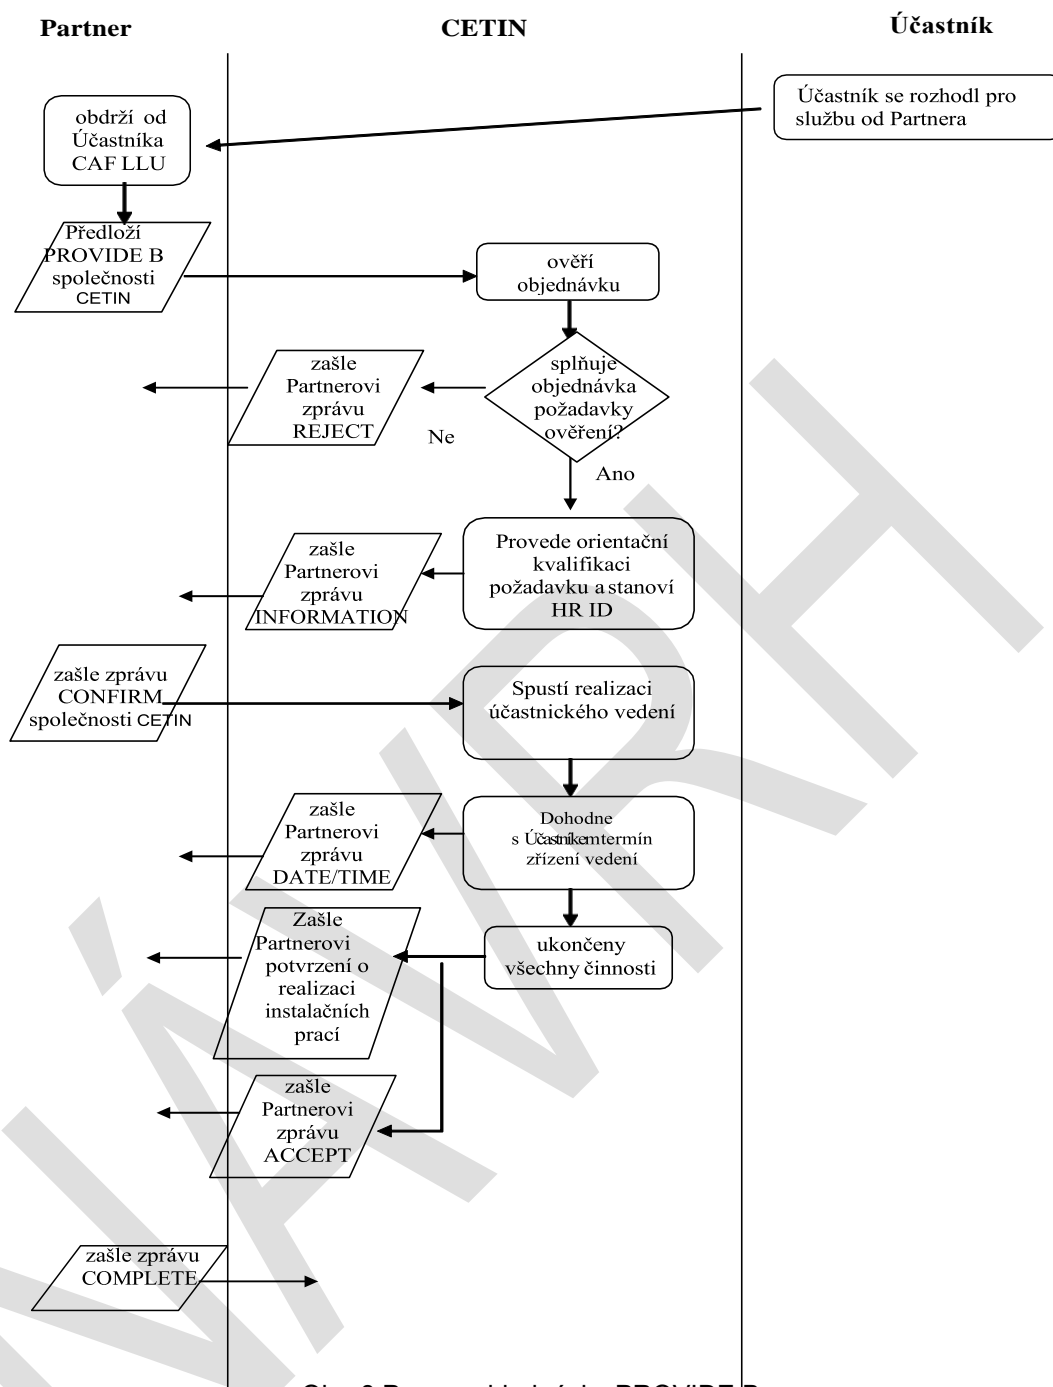 Partner
CETIN
Účastník
Účastník se rozhodl pro
službu od Partnera
obdrží od
Účastníka
CAF LLU
Předloží
PROVIDE B
společnosti
CETIN
ověří
objednávku
splňuje
objednávka
požadavky
ověření?
zašle
Partnerovi
zprávu
REJECT
Ne
Ano
Provede orientační
kvalifikaci
požadavku a stanoví
HR ID
zašle
Partnerovi
zprávu
INFORMATION
zašle zprávu
CONFIRM
společnosti CETIN
Spustí realizaci
účastnického vedení
Dohodne
s Účastníkem termín
zřízení vedení
zašle
Partnerovi
zprávu
DATE/TIME
ukončeny
všechny činnosti
Zašle
Partnerovi
potvrzení o
realizaci
instalačních
prací
zašle
Partnerovi
zprávu
ACCEPT
zašle zprávu
COMPLETE
NÁVRH